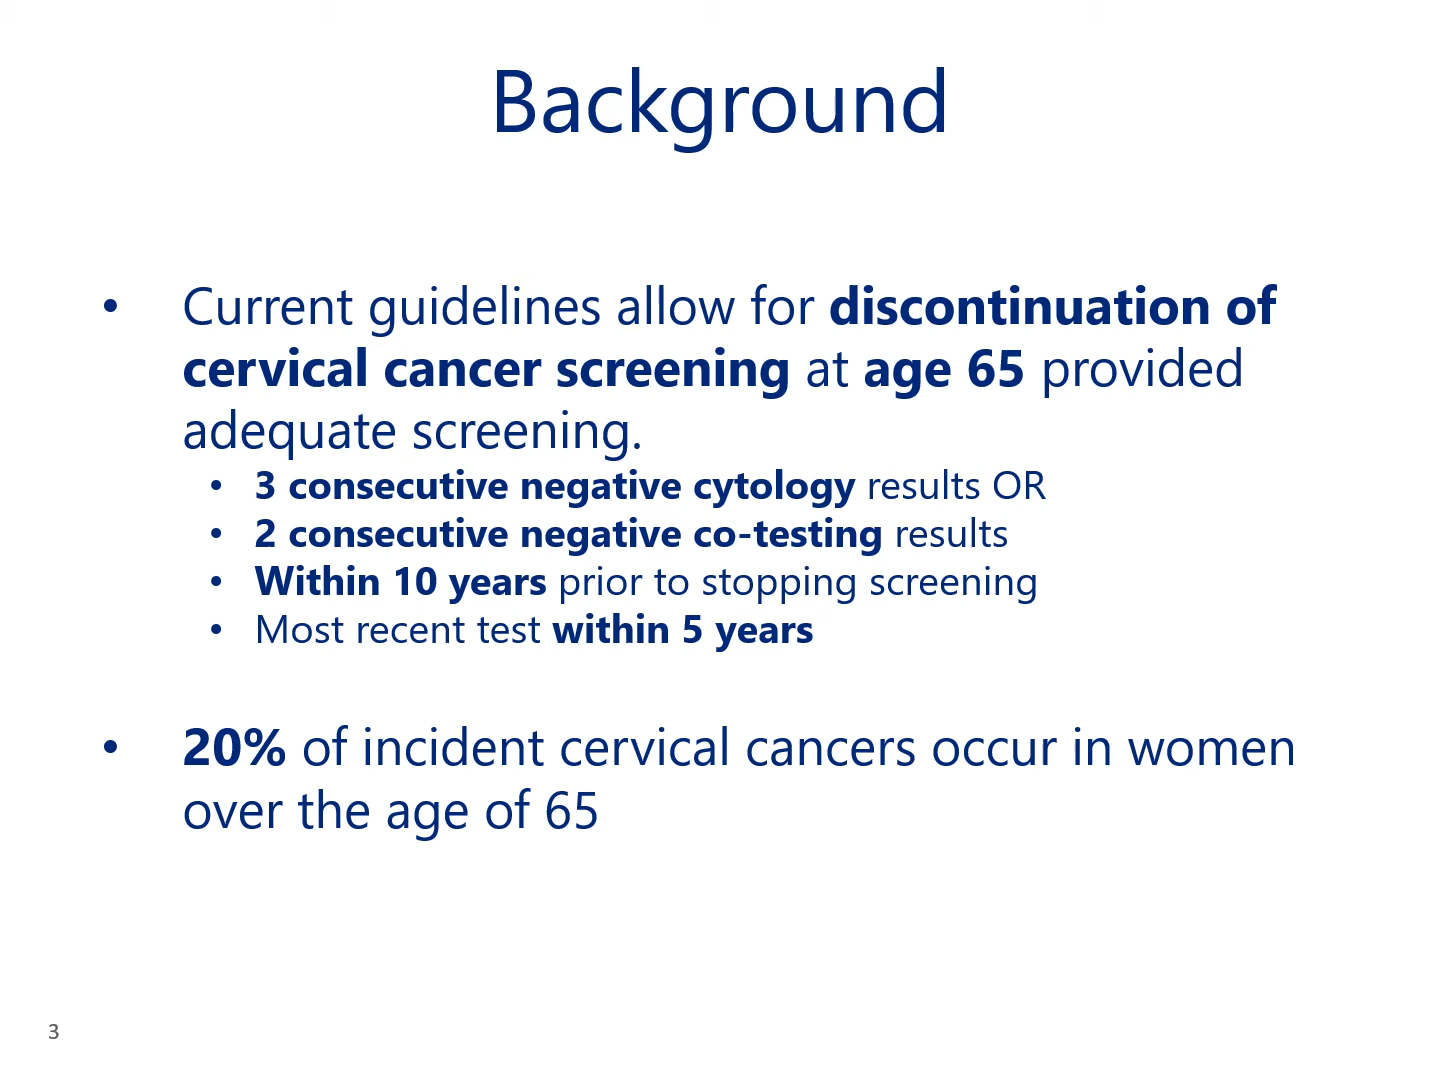 Background
• Current guidelines allow for discontinuation of
cervical cancer screening at age 65 provided
adequate screening.
• 3 consecutive negative cytology results OR
• 2 consecutive negative co-testing results
• Within 10 years prior to stopping screening
• Most recent test within 5 years
• 20% of incident cervical cancers occur in women
over the age of 65
3